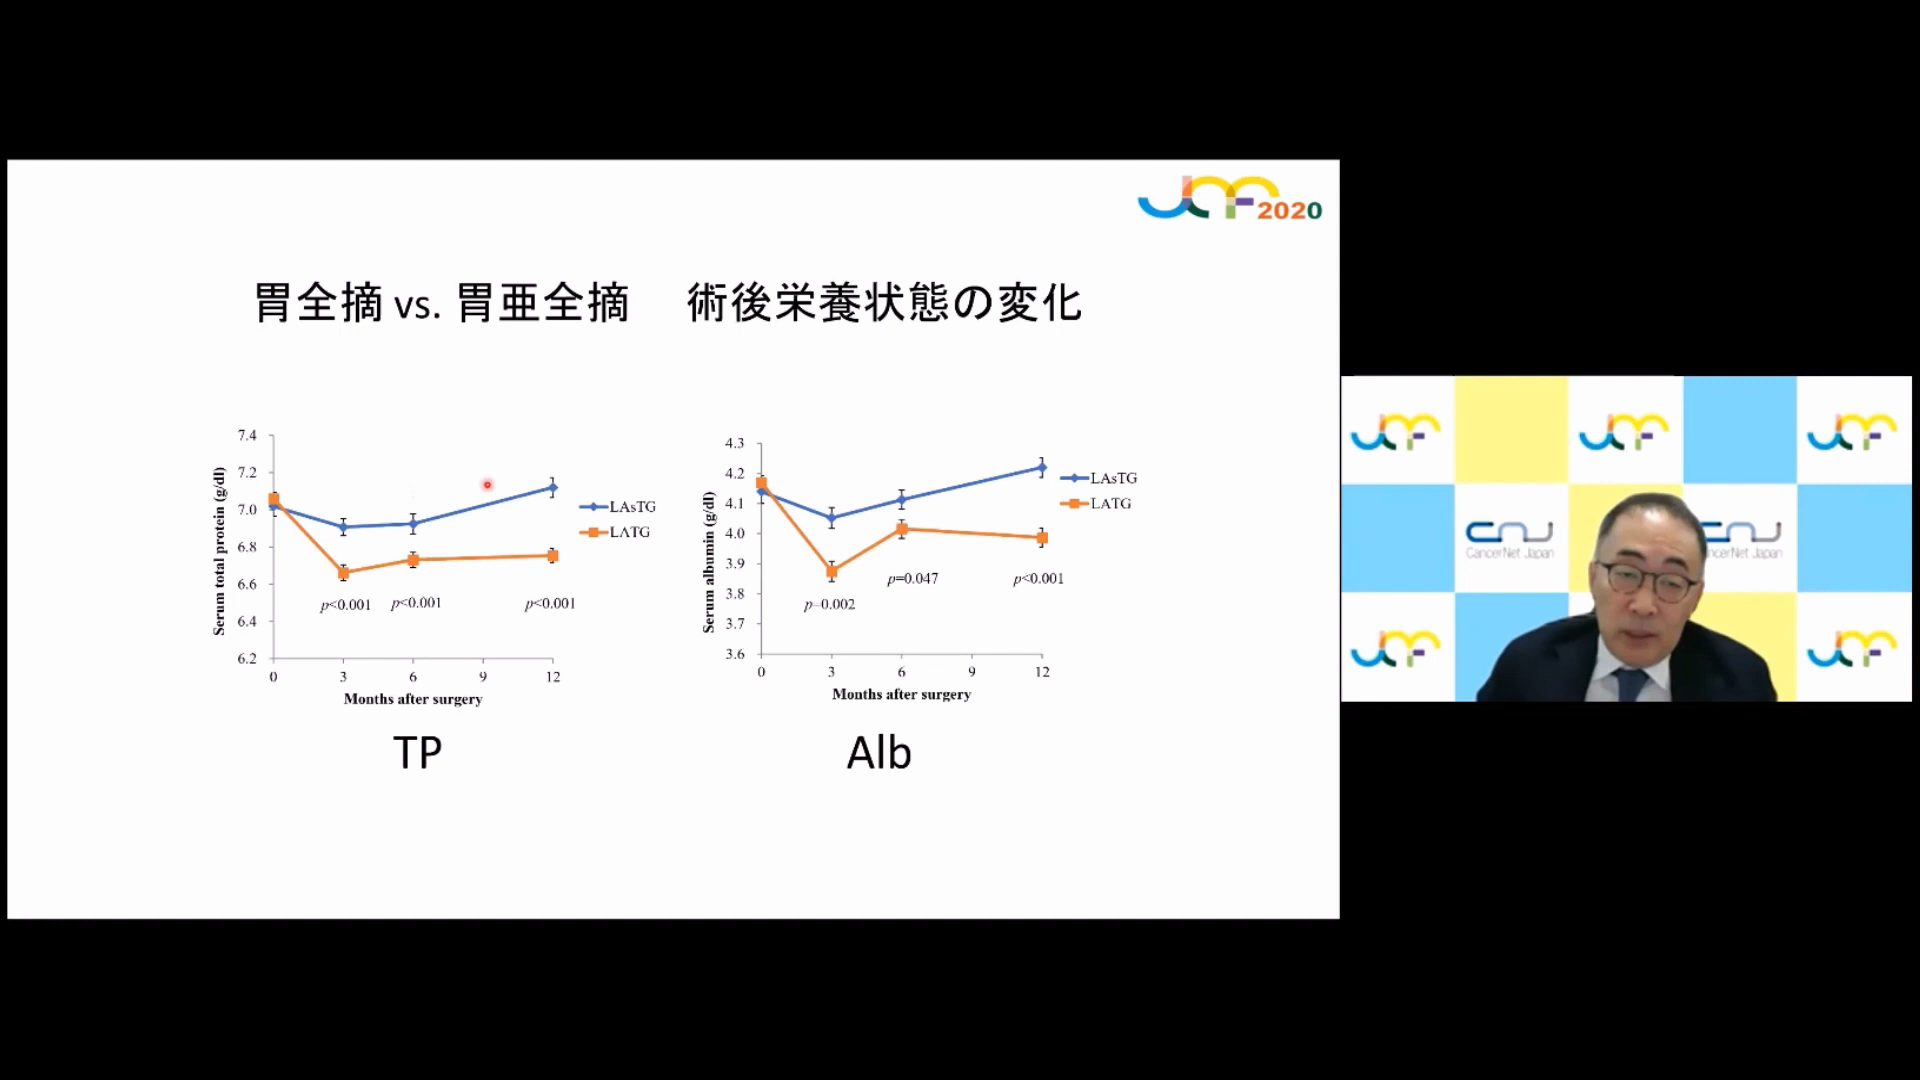 2020
胃全摘 vs. 胃亜全摘 術後栄養状態の変化
Serum total protein (g/dl)
7.4
7.2
7.0
6.8
6.6
6.4
6.2
0 3 6 9 12
Months after surgery
p<0.001 p<0.001 p<0.001
LAsTG
LATG
TP
Serum albumin (g/dl)
4.3
4.2
4.1
4.0
3.9
3.8
3.7
3.6
0 3 6 9 12
Months after surgery
p=0.002 p=0.047 p<0.001
LAsTG
LATG
Alb
CancerNet Japan
cerNet Japan